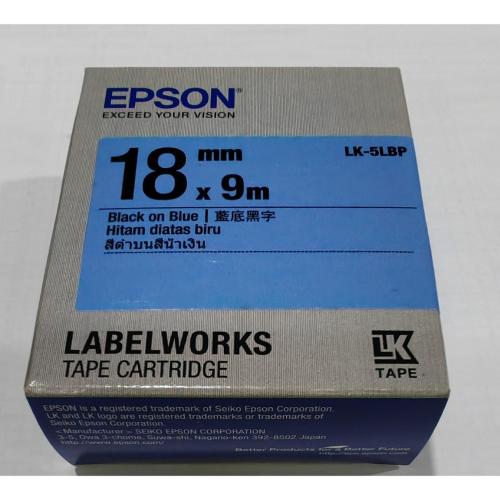 EPSON®
EXCEED YOUR VISION
18 mm x 9m
LK-5LBP
Black on Blue | 藍底黑字
Hitam diatas biru
สีดำบนสีน้ำเงิน
LABELWORKS
TAPE CARTRIDGE
LK
TAPE
EPSON is a registered trademark of Seiko Epson Corporation.
LK and LK logo are registered trademarks or trademarks of
Seiko Epson Corporation.
<Manufacturer> SEIKO EPSON CORPORATION
3-5, Owa 3-chome, Suwa-shi, Nagano-ken 392-8502 Japan
http://www.epson.com/
Better Products for a Better Future